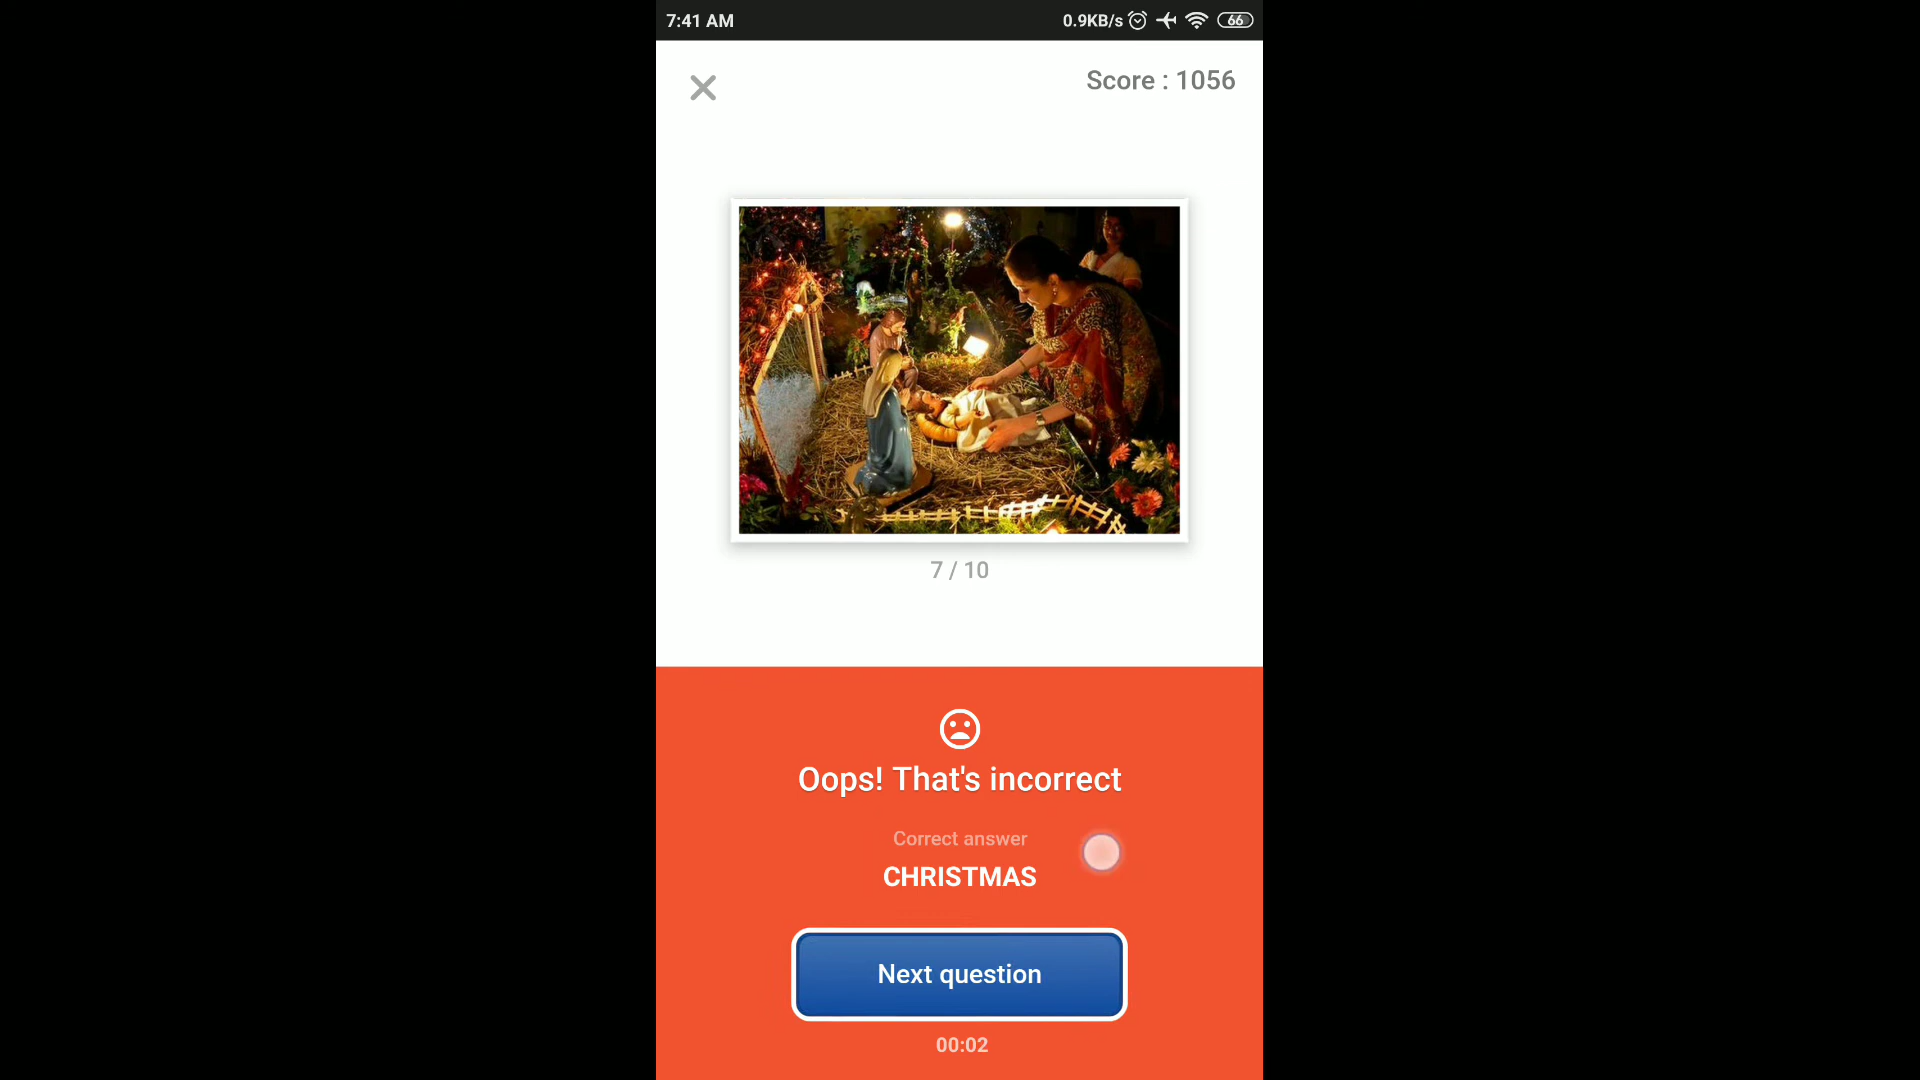 7:41 AM
0.9KB/s
66
Score : 1056
7 / 10
Oops! That's incorrect
Correct answer
CHRISTMAS
Next question
00:02